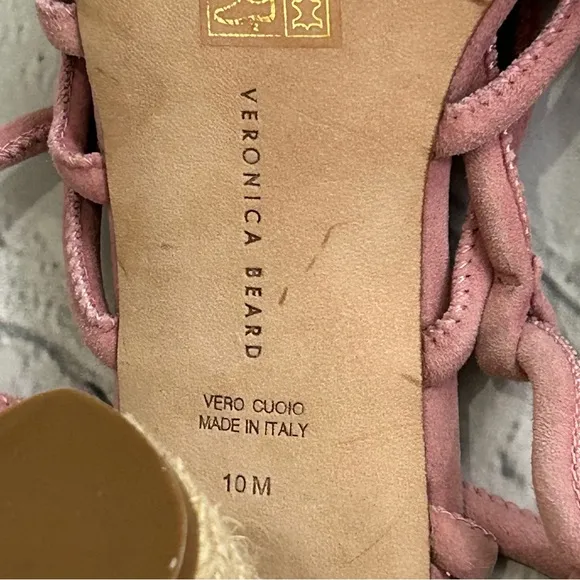 VERONICA BEARD
VERO CUOIO
MADE IN ITALY
10 M